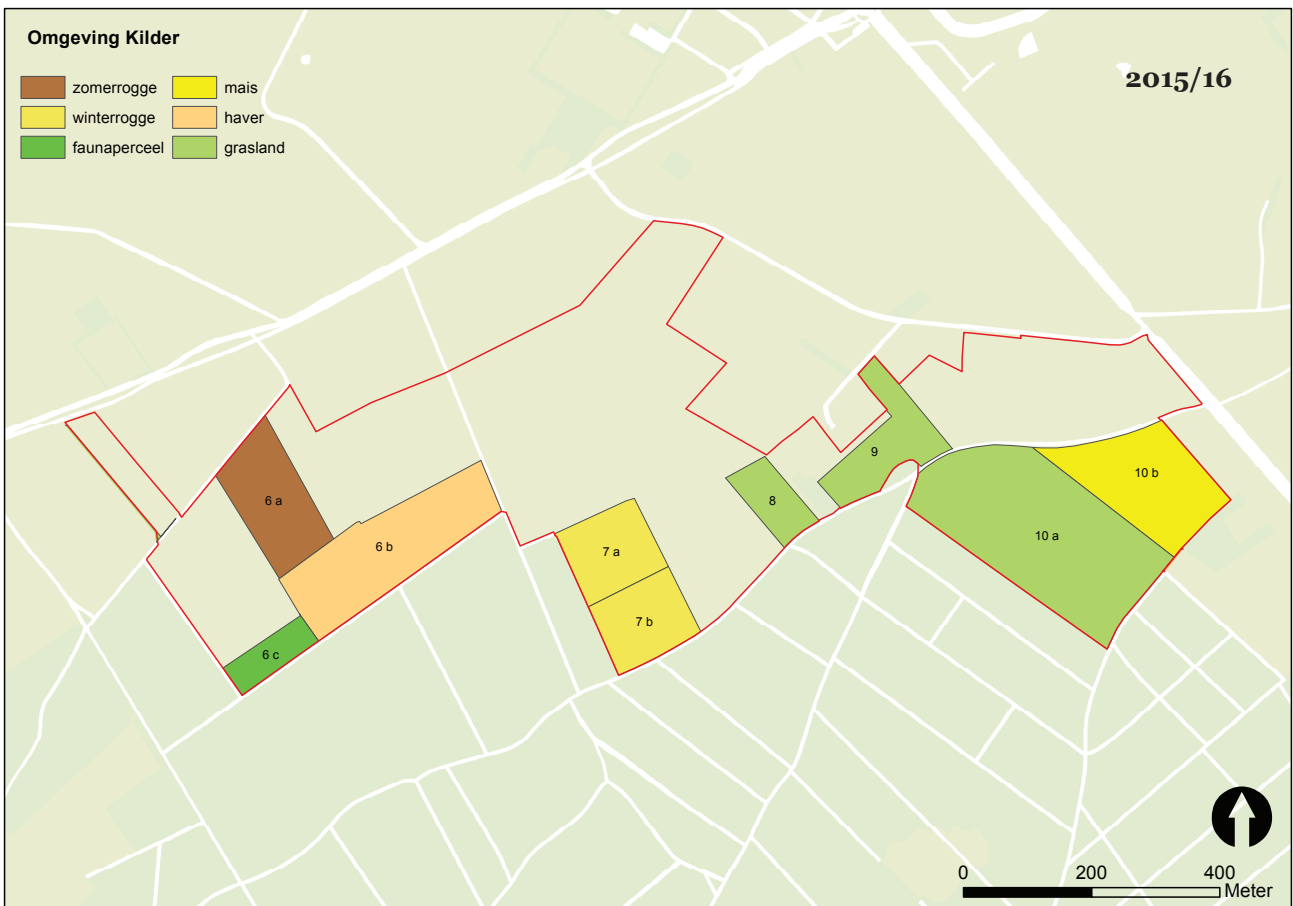 Omgeving Kilder
2015/16
zomerrogge mais
winterrogge haver
faunaperceel grasland
6 a
6 b
6 c
7 a
7 b
8
9
10 a
10 b
0 200 400
Meter